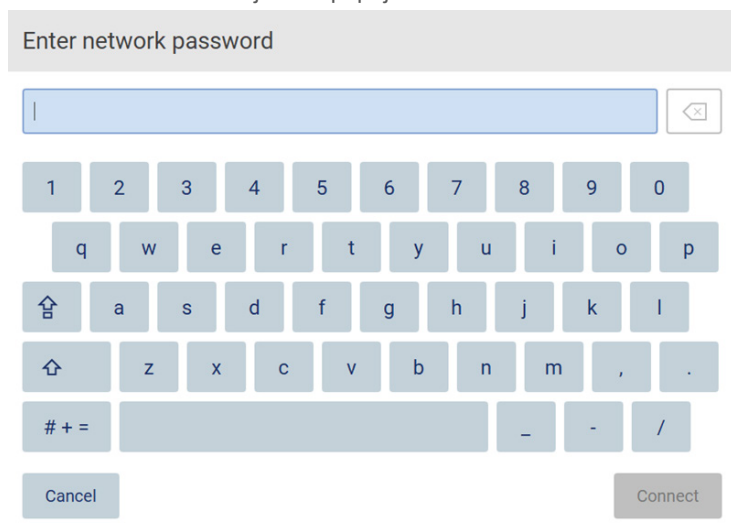 Enter network password
1 2 3 4 5 6 7 8 9 0
q w e r t y u i o p
a s d f g h j k l
z x c v b n m , .
# + = _ - /
Cancel Connect